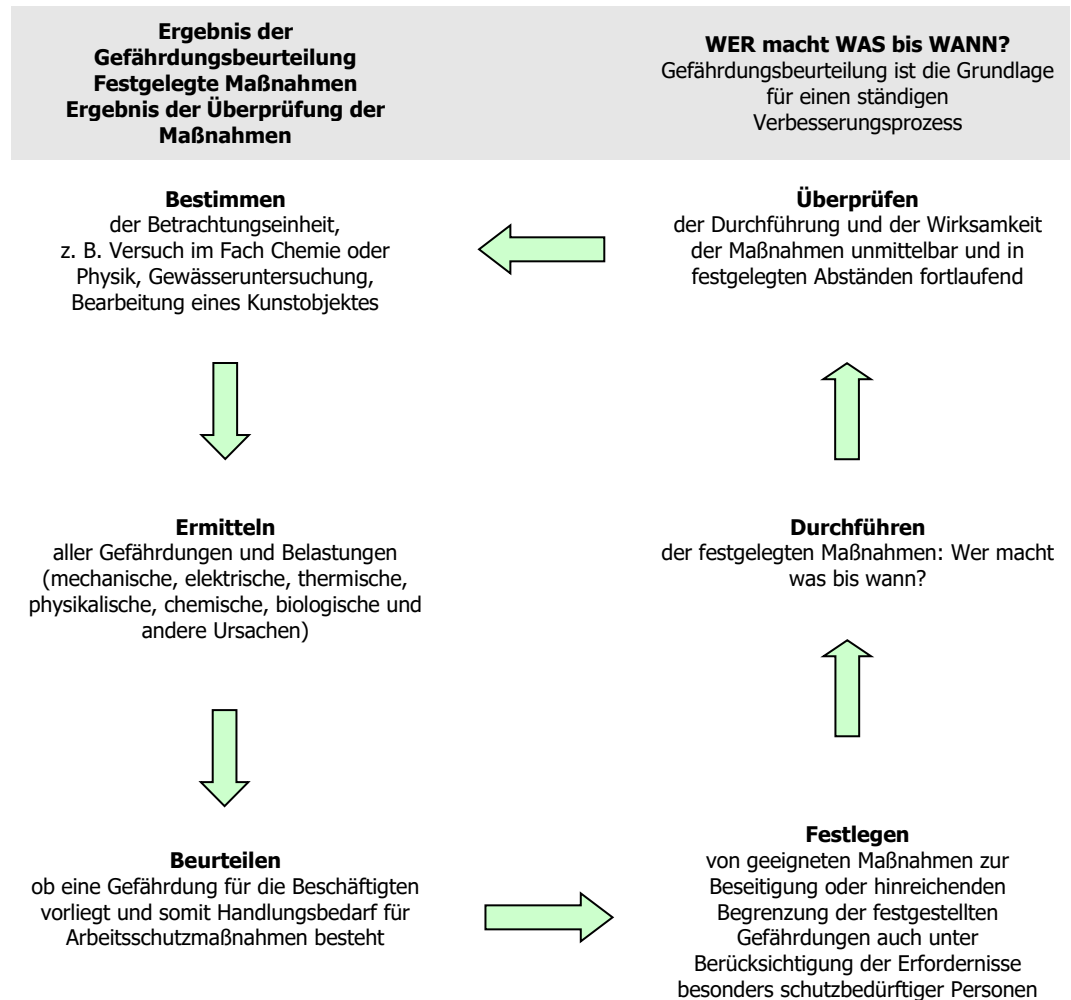 Ergebnis der
Gefährdungsbeurteilung
Festgelegte Maßnahmen
Ergebnis der Überprüfung der
Maßnahmen
WER macht WAS bis WANN?
Gefährdungsbeurteilung ist die Grundlage
für einen ständigen
Verbesserungsprozess
Bestimmen
der Betrachtungseinheit,
z. B. Versuch im Fach Chemie oder
Physik, Gewässeruntersuchung,
Bearbeitung eines Kunstobjektes
Überprüfen
der Durchführung und der Wirksamkeit
der Maßnahmen unmittelbar und in
festgelegten Abständen fortlaufend
Ermitteln
aller Gefährdungen und Belastungen
(mechanische, elektrische, thermische,
physikalische, chemische, biologische und
andere Ursachen)
Durchführen
der festgelegten Maßnahmen: Wer macht
was bis wann?
Beurteilen
ob eine Gefährdung für die Beschäftigten
vorliegt und somit Handlungsbedarf für
Arbeitsschutzmaßnahmen besteht
Festlegen
von geeigneten Maßnahmen zur
Beseitigung oder hinreichenden
Begrenzung der festgestellten
Gefährdungen auch unter
Berücksichtigung der Erfordernisse
besonders schutzbedürftiger Personen